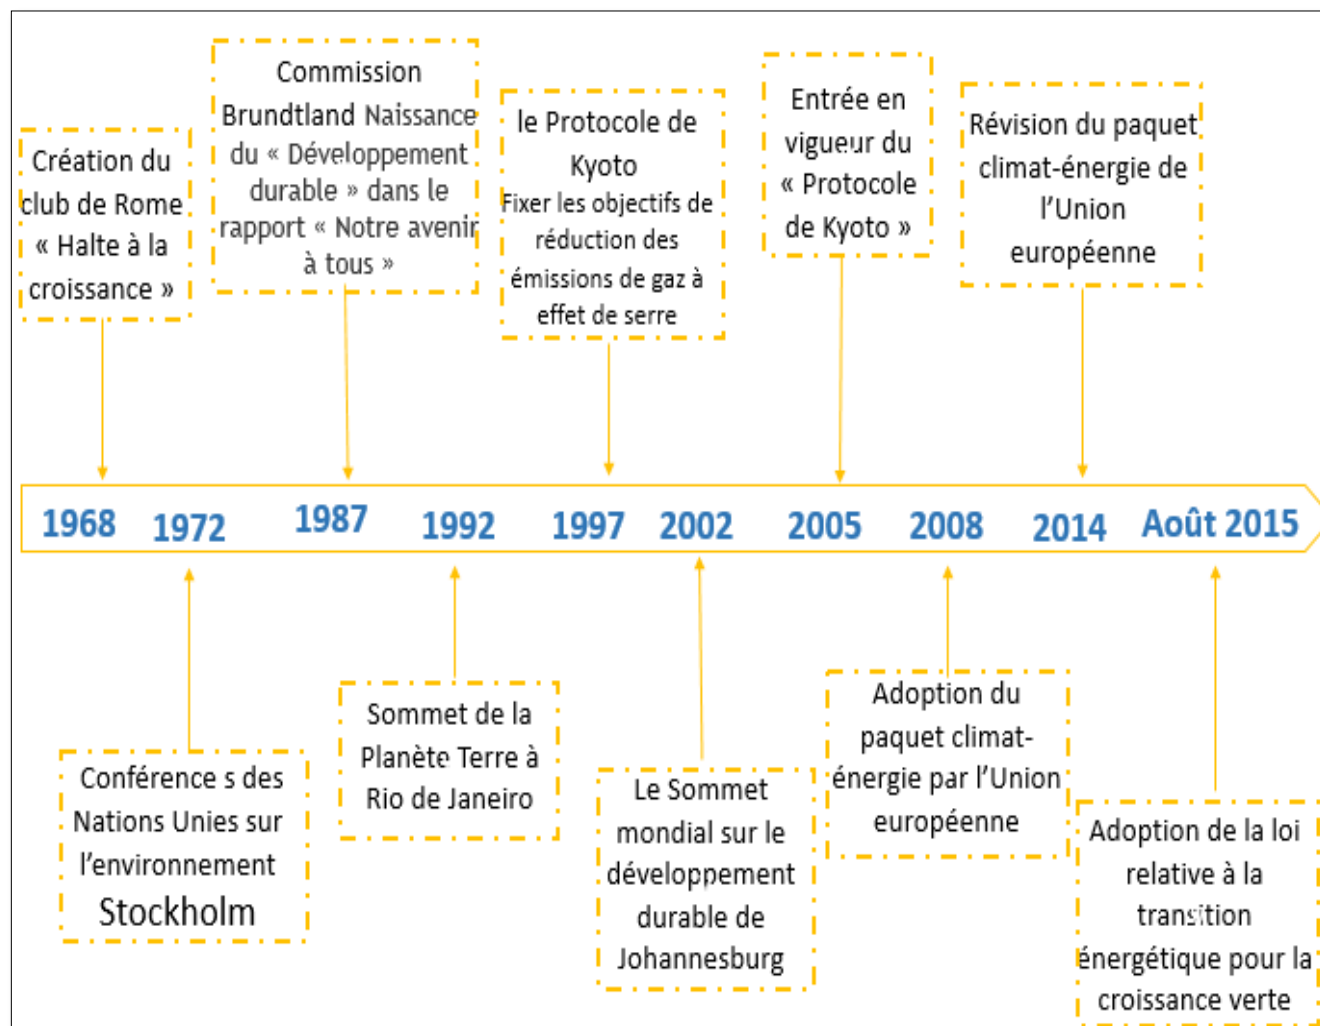 Création du
club de Rome
« Halte à la
croissance »
Commission
Brundtland Naissance
du « Développement
durable » dans le
rapport « Notre avenir
à tous »
le Protocole de
Kyoto
Fixer les objectifs de
réduction des
émissions de gaz à
effet de serre
Entrée en
vigueur du
« Protocole
de Kyoto »
Révision du paquet
climat-énergie de
l’Union
européenne
1968 1972 1987 1992 1997 2002 2005 2008 2014 Août 2015
Conférence s des
Nations Unies sur
l’environnement
Stockholm
Sommet de la
Planète Terre à
Rio de Janeiro
Le Sommet
mondial sur le
développement
durable de
Johannesburg
Adoption du
paquet climat-
énergie par l’Union
européenne
Adoption de la loi
relative à la
transition
énergétique pour la
croissance verte